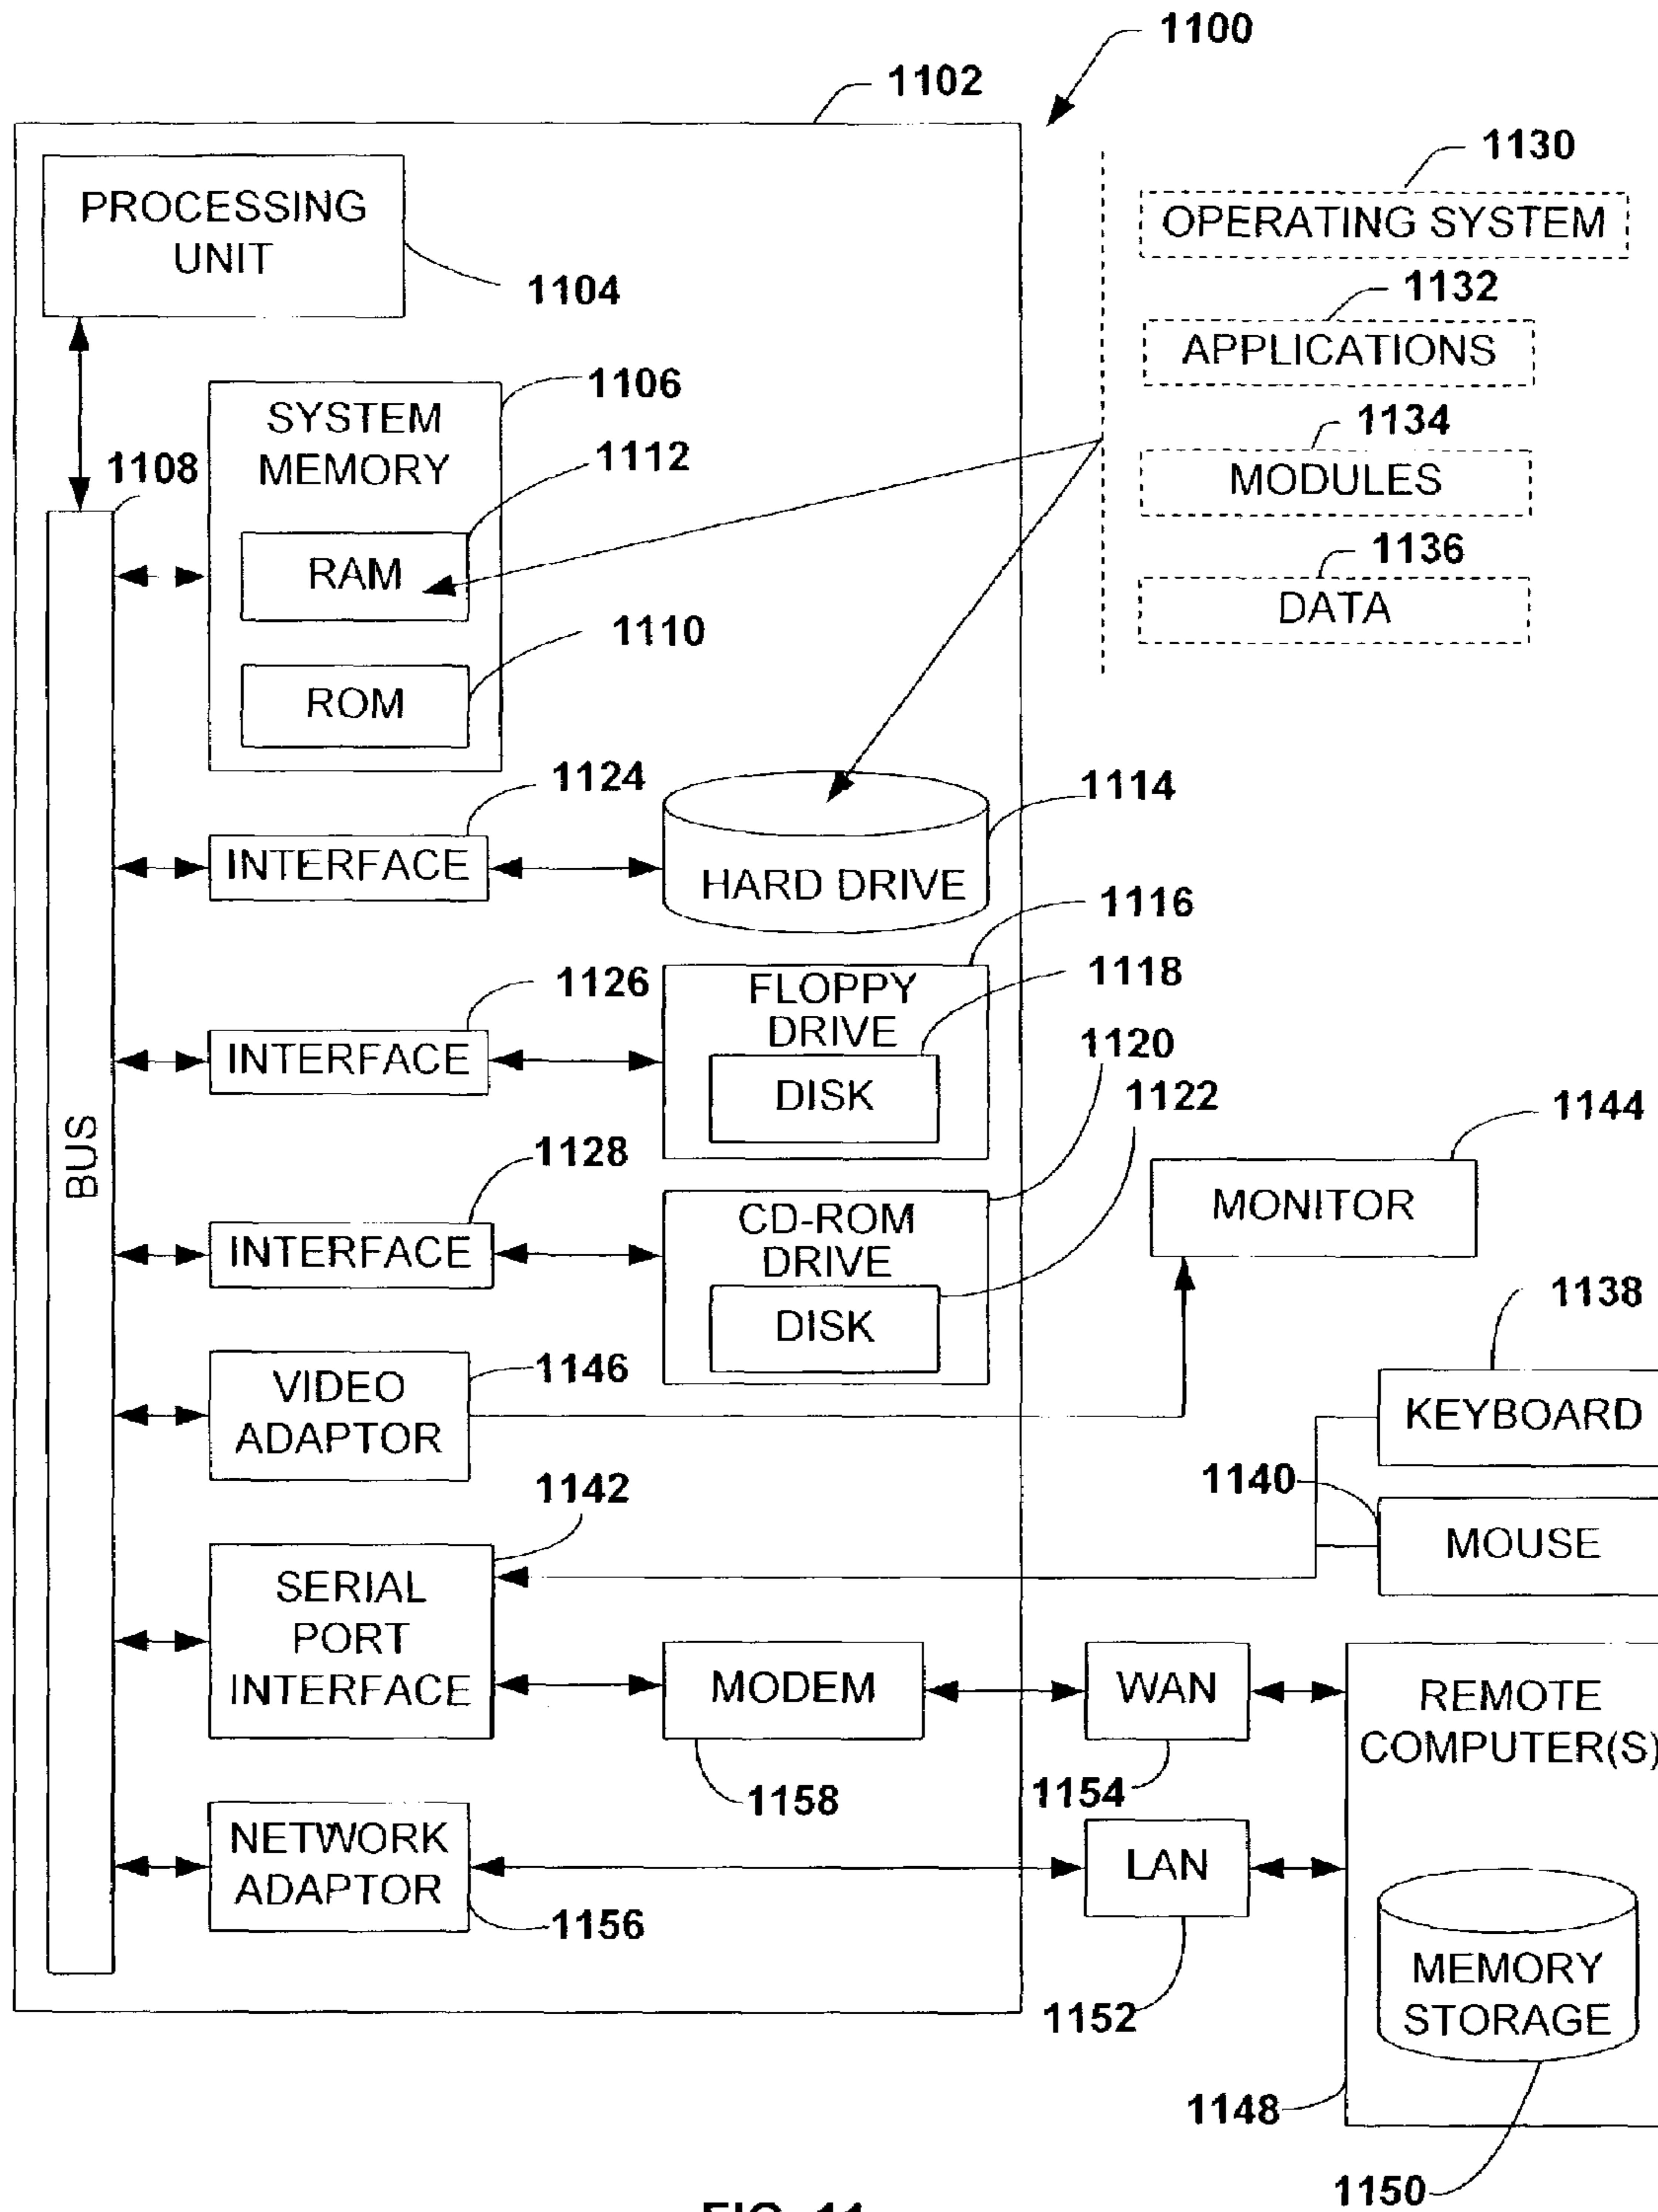 1100
1102
1130
PROCESSING
UNIT
OPERATING SYSTEM
1104
1132
APPLICATIONS
1106
SYSTEM
MEMORY
1134
1112
1108
MODULES
RAM
1136
DATA
1110
ROM
1124
1114
INTERFACE
HARD DRIVE
1116
1126
FLOPPY
DRIVE
1118
INTERFACE
1120
DISK
1122
1144
BUS
1128
MONITOR
CD-ROM
DRIVE
INTERFACE
1138
DISK
1146
VIDEO
ADAPTOR
KEYBOARD
1142
1140
MOUSE
SERIAL
PORT
INTERFACE
MODEM
WAN
REMOTE
COMPUTER(S)
1158
1154
NETWORK
ADAPTOR
LAN
1156
MEMORY
STORAGE
1152
1148
1150
FIG. 11